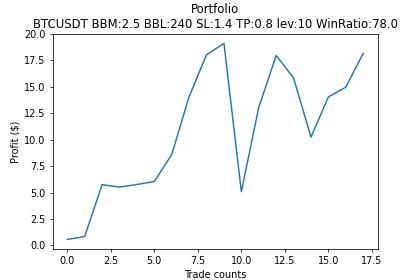 Portfolio
BTCUSDT BBM:2.5 BBL:240 SL:1.4 TP:0.8 lev:10 WinRatio:78.0
20.0
17.5
15.0
12.5
10.0
7.5
5.0
2.5
0.0
Profit ($)
0.0 2.5 5.0 7.5 10.0 12.5 15.0 17.5
Trade counts